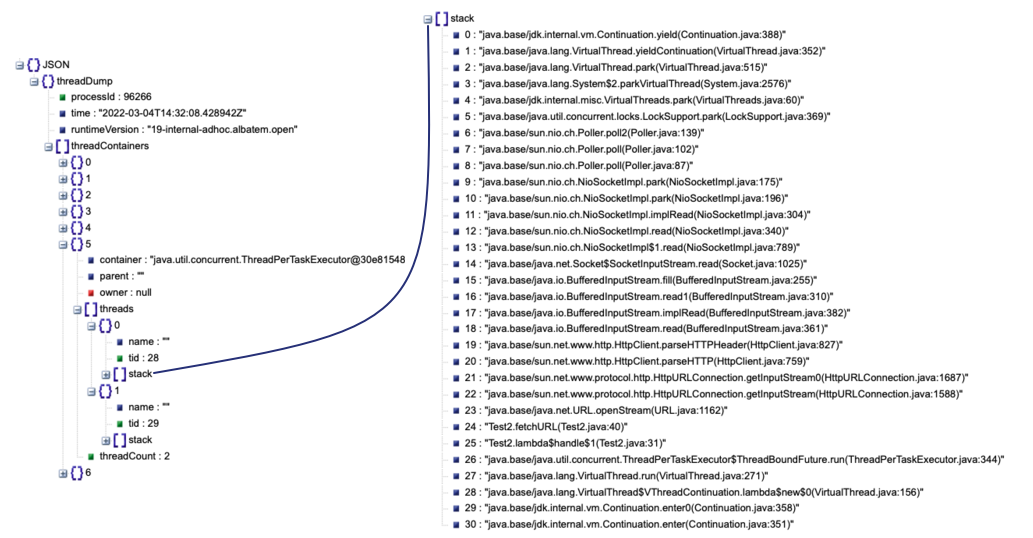 JSON
threadDump
processId : 96266
time : "2022-03-04T14:32:08.428942Z"
runtimeVersion : "19-internal-adhoc.albatem.open"
threadContainers
0
1
2
3
4
5
container : "java.util.concurrent.ThreadPerTaskExecutor@30e81548
parent : ""
owner : null
threads
0
name : ""
tid : 28
stack
1
name : ""
tid : 29
stack
threadCount : 2
6
stack
0 : "java.base/jdk.internal.vm.Continuation.yield(Continuation.java:388)"
1 : "java.base/java.lang.VirtualThread.yieldContinuation(VirtualThread.java:352)"
2 : "java.base/java.lang.VirtualThread.park(VirtualThread.java:515)"
3 : "java.base/java.lang.System$2.parkVirtualThread(System.java:2576)"
4 : "java.base/jdk.internal.misc.VirtualThreads.park(VirtualThreads.java:60)"
5 : "java.base/java.util.concurrent.locks.LockSupport.park(LockSupport.java:369)"
6 : "java.base/sun.nio.ch.Poller.poll2(Poller.java:139)"
7 : "java.base/sun.nio.ch.Poller.poll(Poller.java:102)"
8 : "java.base/sun.nio.ch.Poller.poll(Poller.java:87)"
9 : "java.base/sun.nio.ch.NioSocketImpl.park(NioSocketImpl.java:175)"
10 : "java.base/sun.nio.ch.NioSocketImpl.park(NioSocketImpl.java:196)"
11 : "java.base/sun.nio.ch.NioSocketImpl.implRead(NioSocketImpl.java:304)"
12 : "java.base/sun.nio.ch.NioSocketImpl.read(NioSocketImpl.java:340)"
13 : "java.base/sun.nio.ch.NioSocketImpl$1.read(NioSocketImpl.java:789)"
14 : "java.base/java.net.Socket$SocketInputStream.read(Socket.java:1025)"
15 : "java.base/java.io.BufferedInputStream.fill(BufferedInputStream.java:255)"
16 : "java.base/java.io.BufferedInputStream.read1(BufferedInputStream.java:310)"
17 : "java.base/java.io.BufferedInputStream.implRead(BufferedInputStream.java:382)"
18 : "java.base/java.io.BufferedInputStream.read(BufferedInputStream.java:361)"
19 : "java.base/sun.net.www.http.HttpClient.parseHTTPHeader(HttpClient.java:827)"
20 : "java.base/sun.net.www.http.HttpClient.parseHTTP(HttpClient.java:759)"
21 : "java.base/sun.net.www.protocol.http.HttpURLConnection.getInputStream0(HttpURLConnection.java:1687)"
22 : "java.base/sun.net.www.protocol.http.HttpURLConnection.getInputStream(HttpURLConnection.java:1588)"
23 : "java.base/java.net.URL.openStream(URL.java:1162)"
24 : "Test2.fetchURL(Test2.java:40)"
25 : "Test2.lambda$handle$1(Test2.java:31)"
26 : "java.base/java.util.concurrent.ThreadPerTaskExecutor$ThreadBoundFuture.run(ThreadPerTaskExecutor.java:344)"
27 : "java.base/java.lang.VirtualThread.run(VirtualThread.java:271)"
28 : "java.base/java.lang.VirtualThread$VThreadContinuation.lambda$new$0(VirtualThread.java:156)"
29 : "java.base/jdk.internal.vm.Continuation.enter0(Continuation.java:358)"
30 : "java.base/jdk.internal.vm.Continuation.enter(Continuation.java:351)"